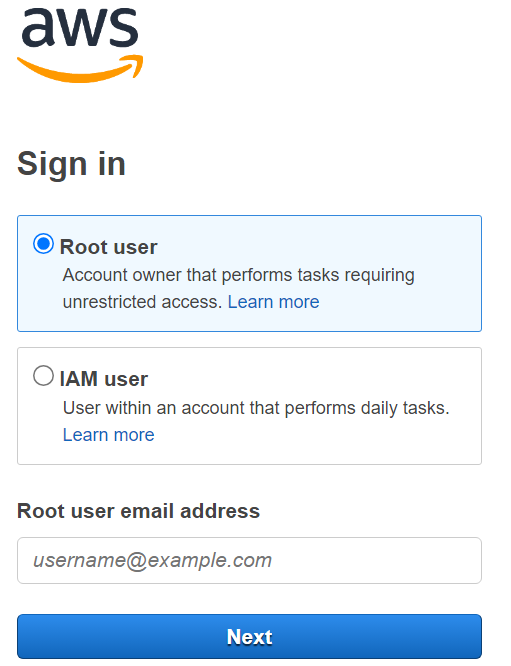 aws
Sign in
Root user
Account owner that performs tasks requiring
unrestricted access. Learn more
IAM user
User within an account that performs daily tasks.
Learn more
Root user email address
username@example.com
Next